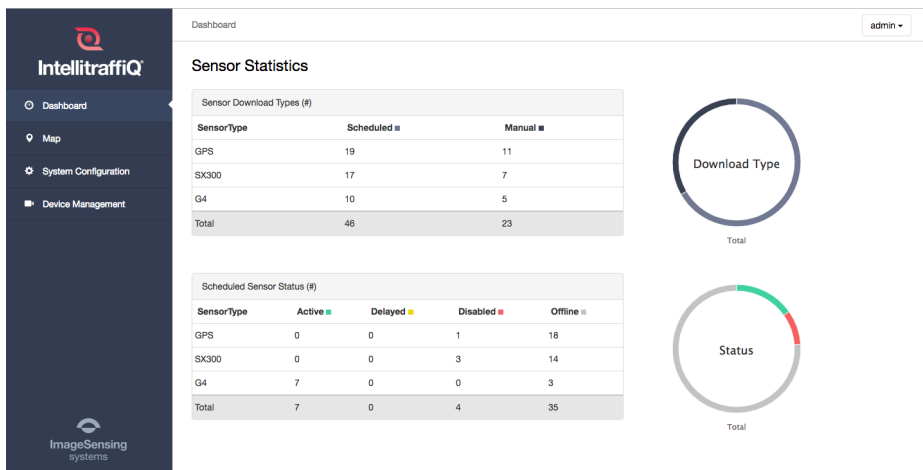 IntellitraffiQ®
Dashboard
Map
System Configuration
Device Management
ImageSensing
systems
Dashboard
admin
Sensor Statistics
Sensor Download Types (#)
SensorType Scheduled Manual
GPS 19 11
SX300 17 7
G4 10 5
Total 46 23
Download Type
Total
Scheduled Sensor Status (#)
SensorType Active Delayed Disabled Offline
GPS 0 0 1 18
SX300 0 0 3 14
G4 7 0 0 3
Total 7 0 4 35
Status
Total